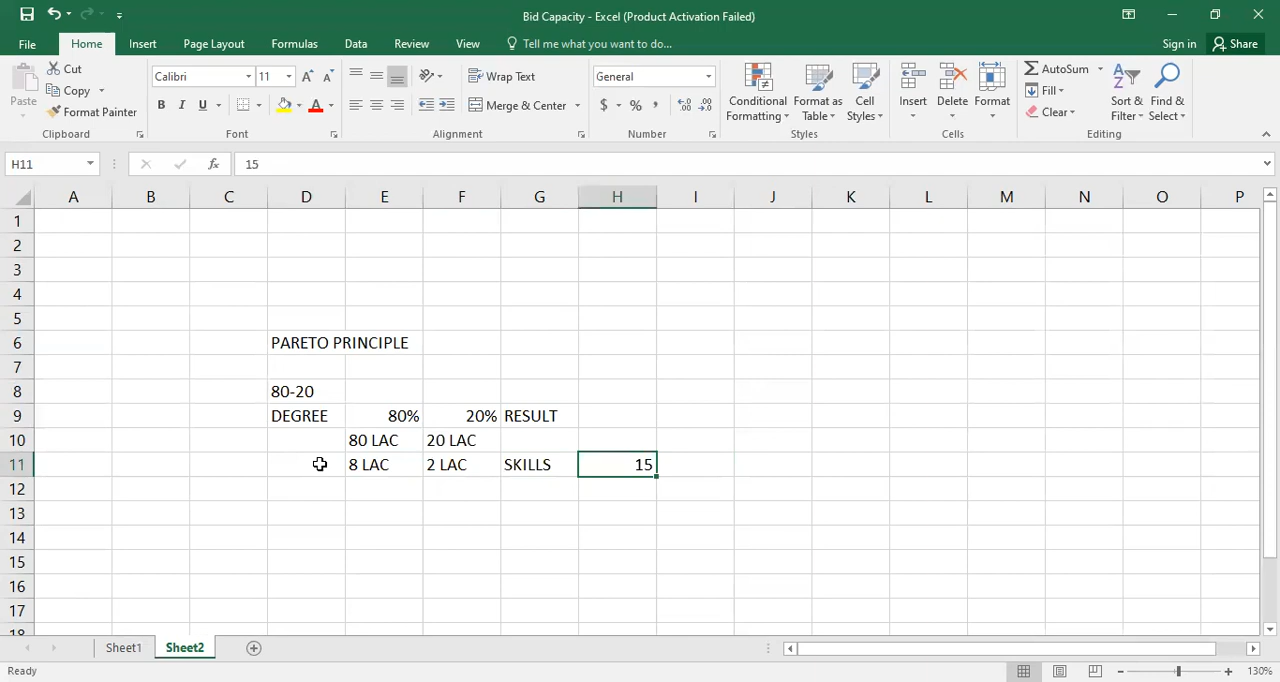 Bid Capacity - Excel (Product Activation Failed)
File Home Insert Page Layout Formulas Data Review View Tell me what you want to do... Sign in Share
Paste Cut Copy Format Painter
Calibri 11 B I U
Wrap Text Merge & Center
General $ % ,
Conditional Formatting Format as Table Cell Styles
Insert Delete Format
AutoSum Fill Clear Sort & Filter Find & Select
Clipboard Font Alignment Number Styles Cells Editing
H11 fx 15
A B C D E F G H I J K L M N O P
1
2
3
4
5
6 PARETO PRINCIPLE
7
8 80-20
9 DEGREE 80% 20% RESULT
10 80 LAC 20 LAC
11 8 LAC 2 LAC SKILLS 15
12
13
14
15
16
17
18
Sheet1 Sheet2
Ready 130%